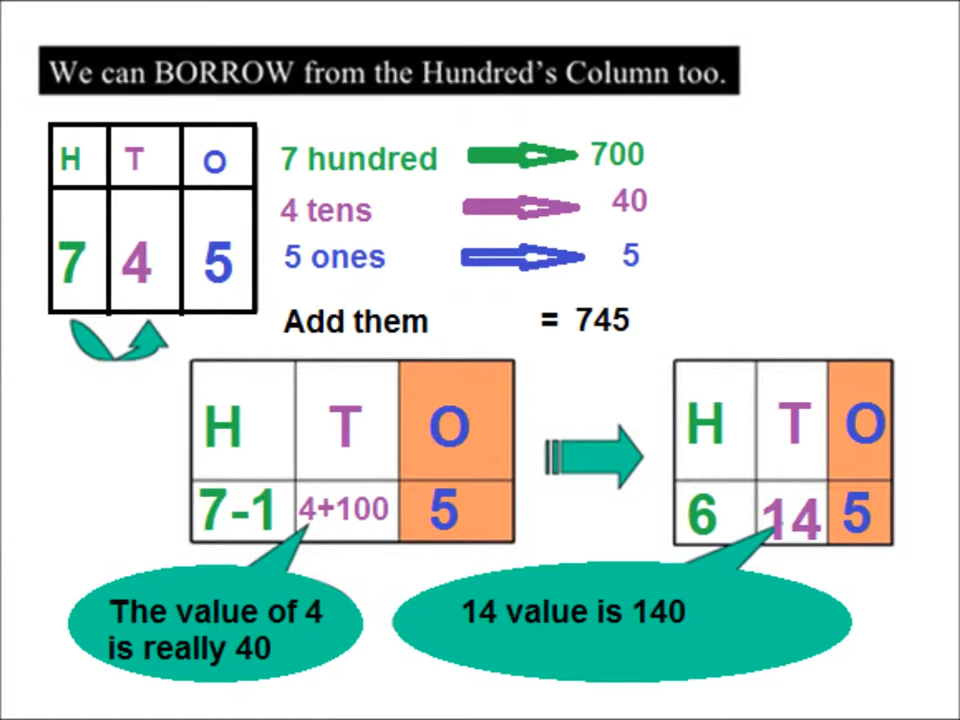 We can BORROW from the Hundred's Column too.
H T O
7 4 5
7 hundred 700
4 tens 40
5 ones 5
Add them = 745
H T O
7-1 4+100 5
H T O
6 14 5
The value of 4
is really 40
14 value is 140